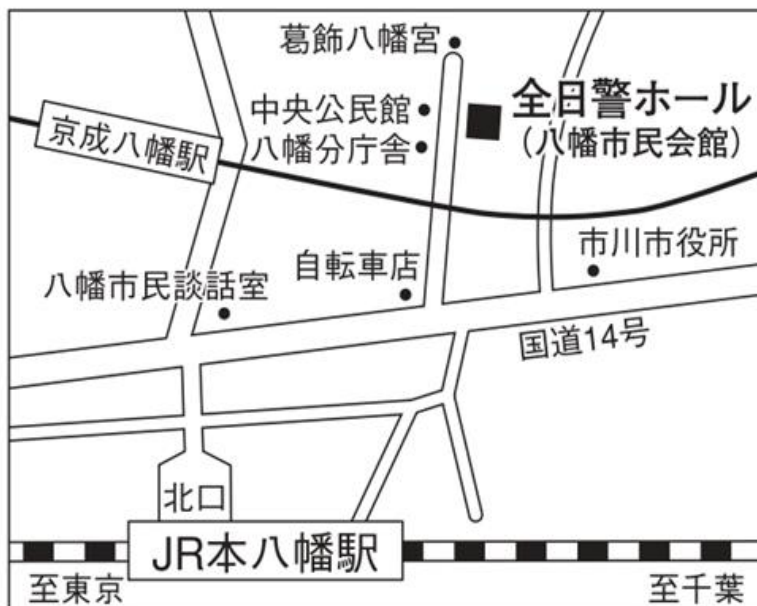 葛飾八幡宮
中央公民館
八幡分庁舎
全日警ホール
（八幡市民会館）
京成八幡駅
市川市役所
自転車店
八幡市民談話室
国道14号
北口
JR本八幡駅
至東京
至千葉